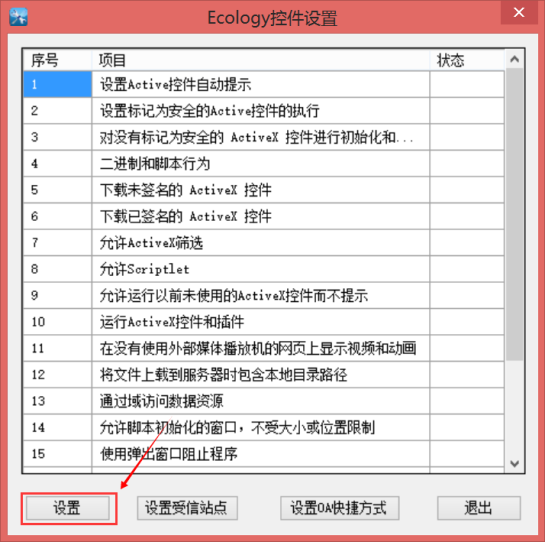 Ecology控件设置
序号 项目 状态
1 设置Active控件自动提示
2 设置标记为安全的Active控件的执行
3 对没有标记为安全的 ActiveX 控件进行初始化和...
4 二进制和脚本行为
5 下载未签名的 ActiveX 控件
6 下载已签名的 ActiveX 控件
7 允许ActiveX筛选
8 允许Scriptlet
9 允许运行以前未使用的ActiveX控件而不提示
10 运行ActiveX控件和插件
11 在没有使用外部媒体播放机的网页上显示视频和动画
12 将文件上载到服务器时包含本地目录路径
13 通过域访问数据资源
14 允许脚本初始化的窗口，不受大小或位置限制
15 使用弹出窗口阻止程序
设置 设置受信站点 设置OA快捷方式 退出